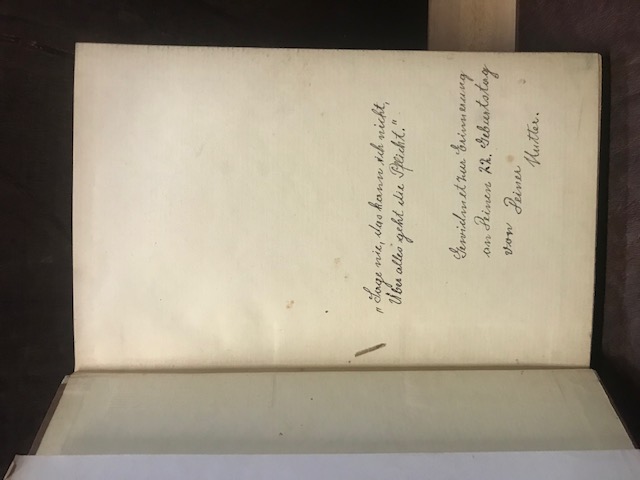 "Sage nie, das kann ich nicht,
Über alles geht die Pflicht."
Gewidmet zur Erinnerung
an Deinen 22. Geburtstag
von Deiner Mutter.